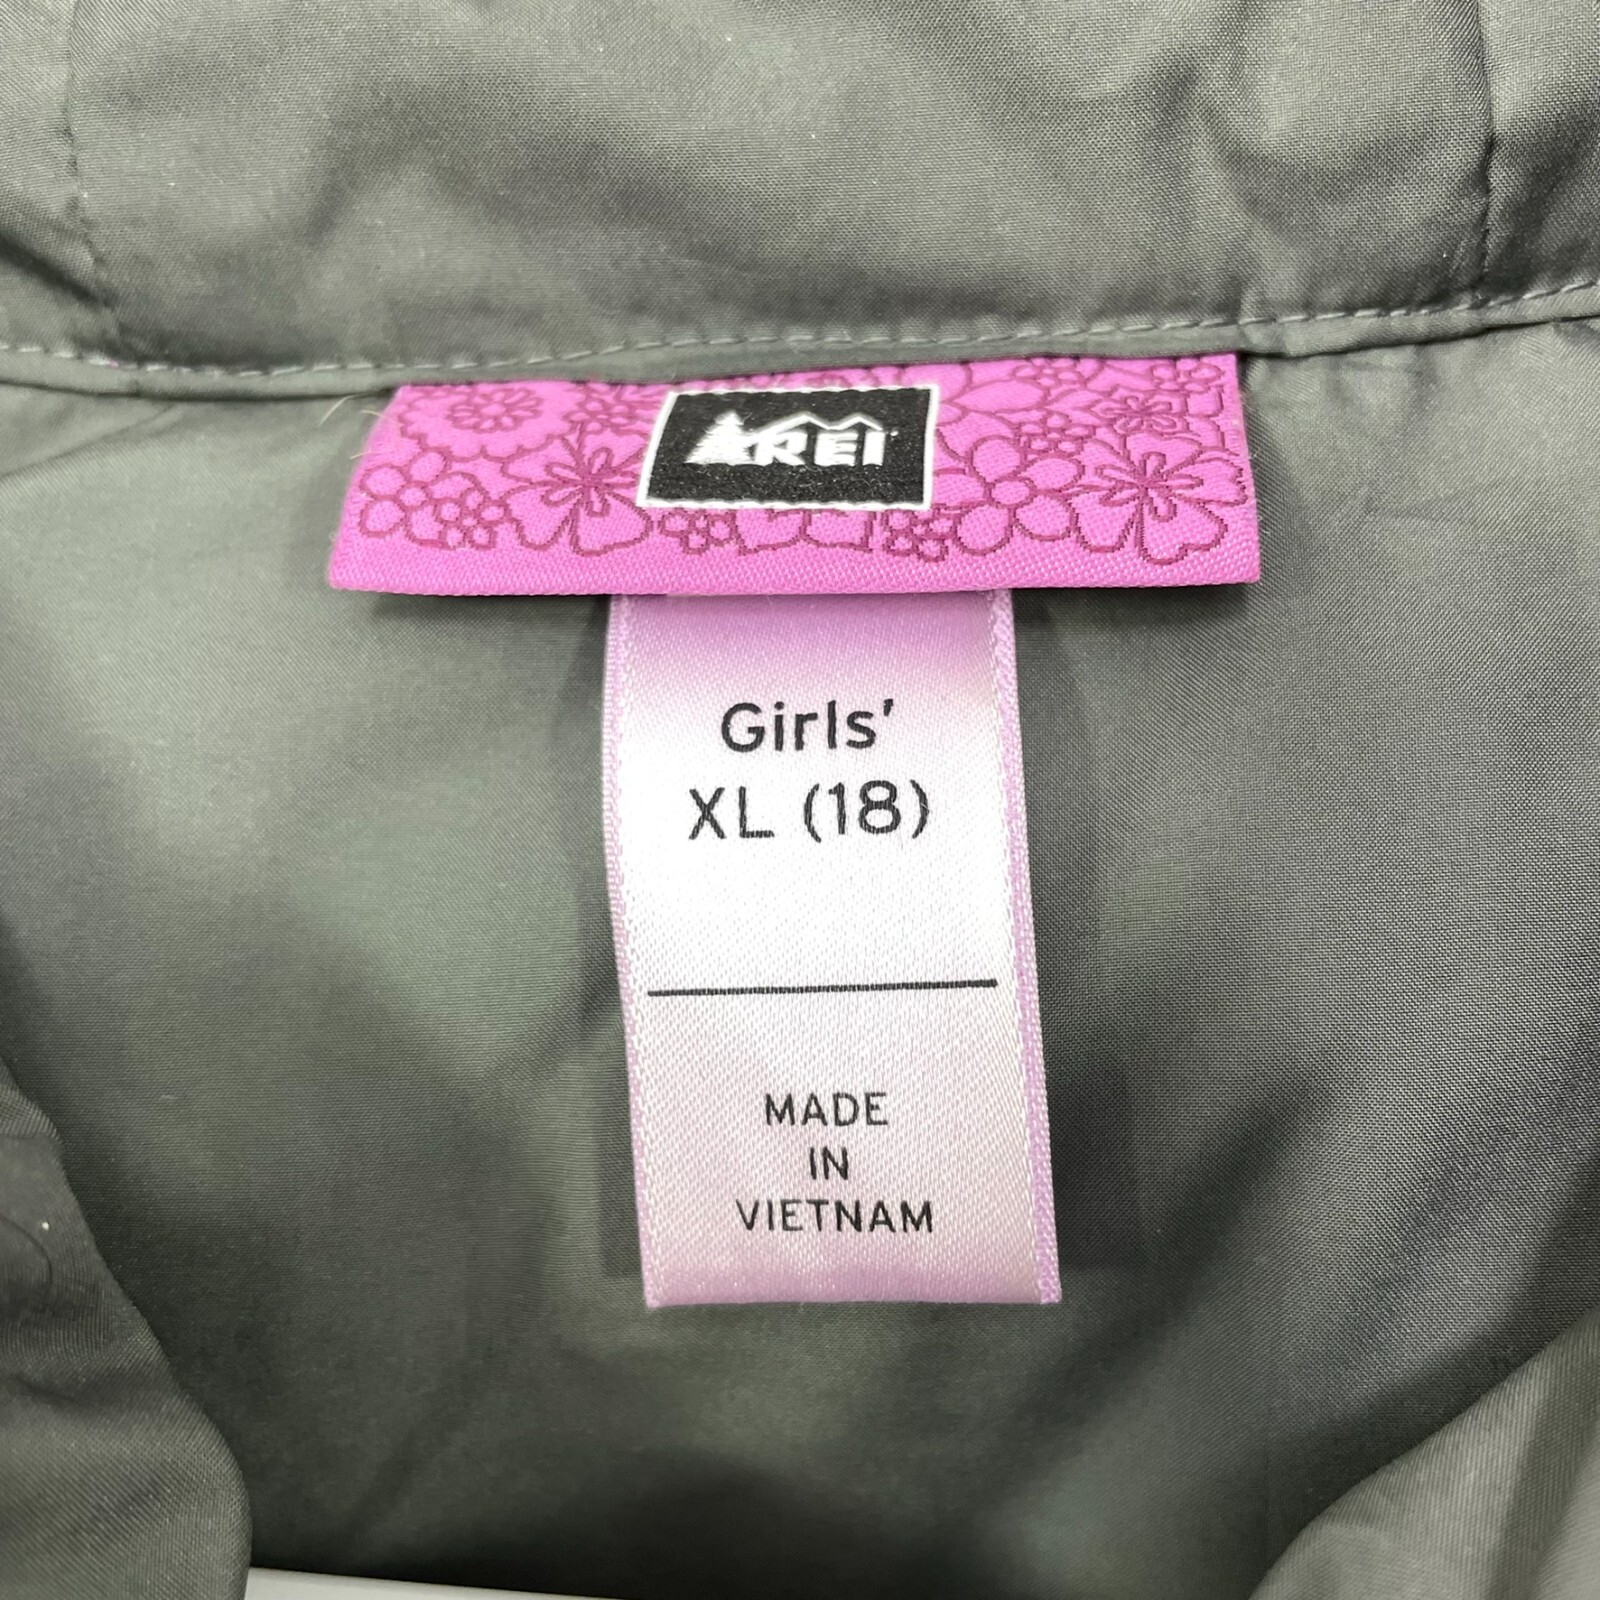 REI
Girls'
XL (18)
MADE
IN
VIETNAM